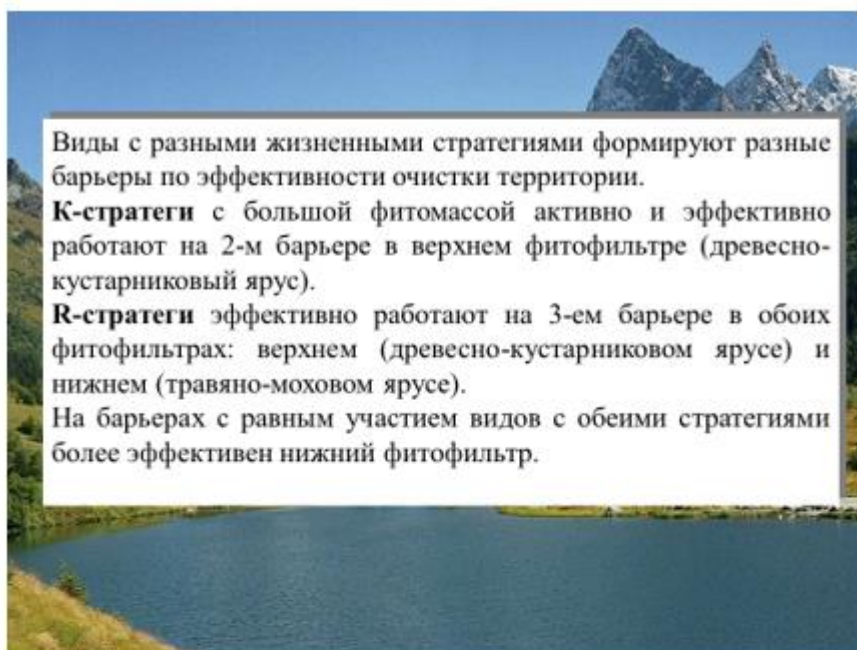 Виды с разными жизненными стратегиями формируют разные
барьеры по эффективности очистки территории.
К-стратеги с большой фитомассой активно и эффективно
работают на 2-м барьере в верхнем фитофильтре (древесно-
кустарниковый ярус).
R-стратеги эффективно работают на 3-ем барьере в обоих
фитофильтрах: верхнем (древесно-кустарниковом ярусе) и
нижнем (травяно-моховом ярусе).
На барьерах с равным участием видов с обеими стратегиями
более эффективен нижний фитофильтр.